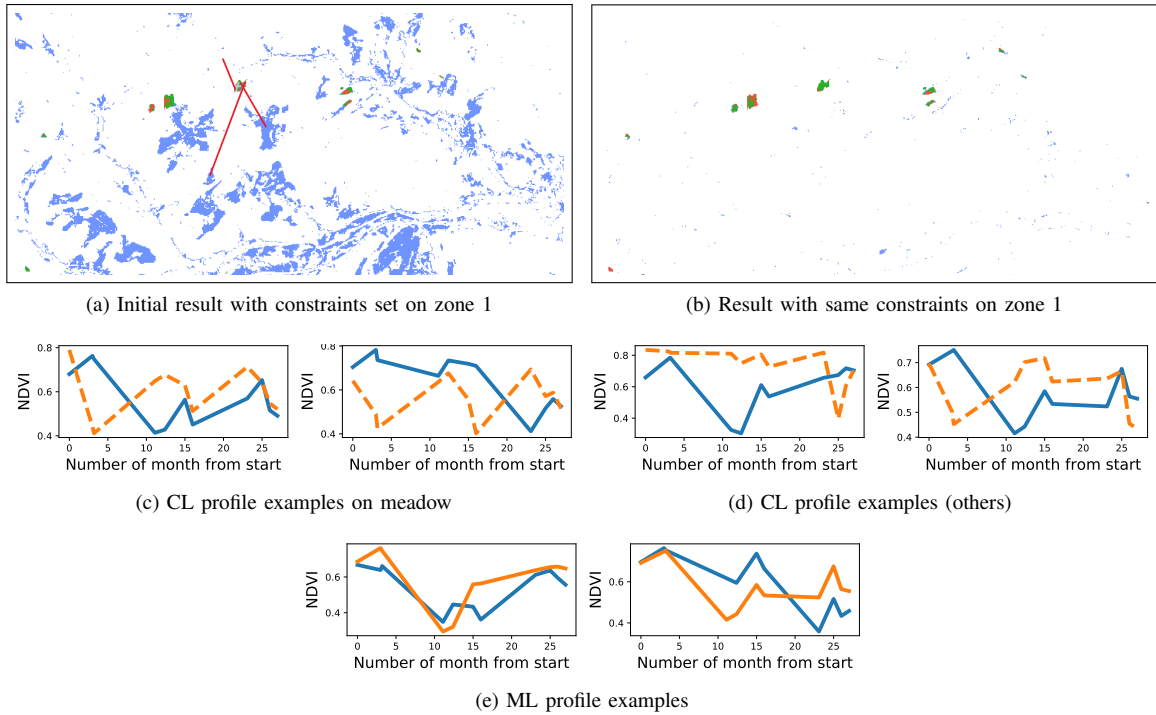 (a) Initial result with constraints set on zone 1
(b) Result with same constraints on zone 1
0.8
0.6
0.4
NDVI
0 5 10 15 20 25
Number of month from start
0.8
0.6
0.4
NDVI
0 5 10 15 20 25
Number of month from start
0.8
0.6
0.4
NDVI
0 5 10 15 20 25
Number of month from start
0.7
0.6
0.5
0.4
NDVI
0 5 10 15 20 25
Number of month from start
(c) CL profile examples on meadow
(d) CL profile examples (others)
0.6
0.4
NDVI
0 5 10 15 20 25
Number of month from start
0.6
0.4
NDVI
0 5 10 15 20 25
Number of month from start
(e) ML profile examples